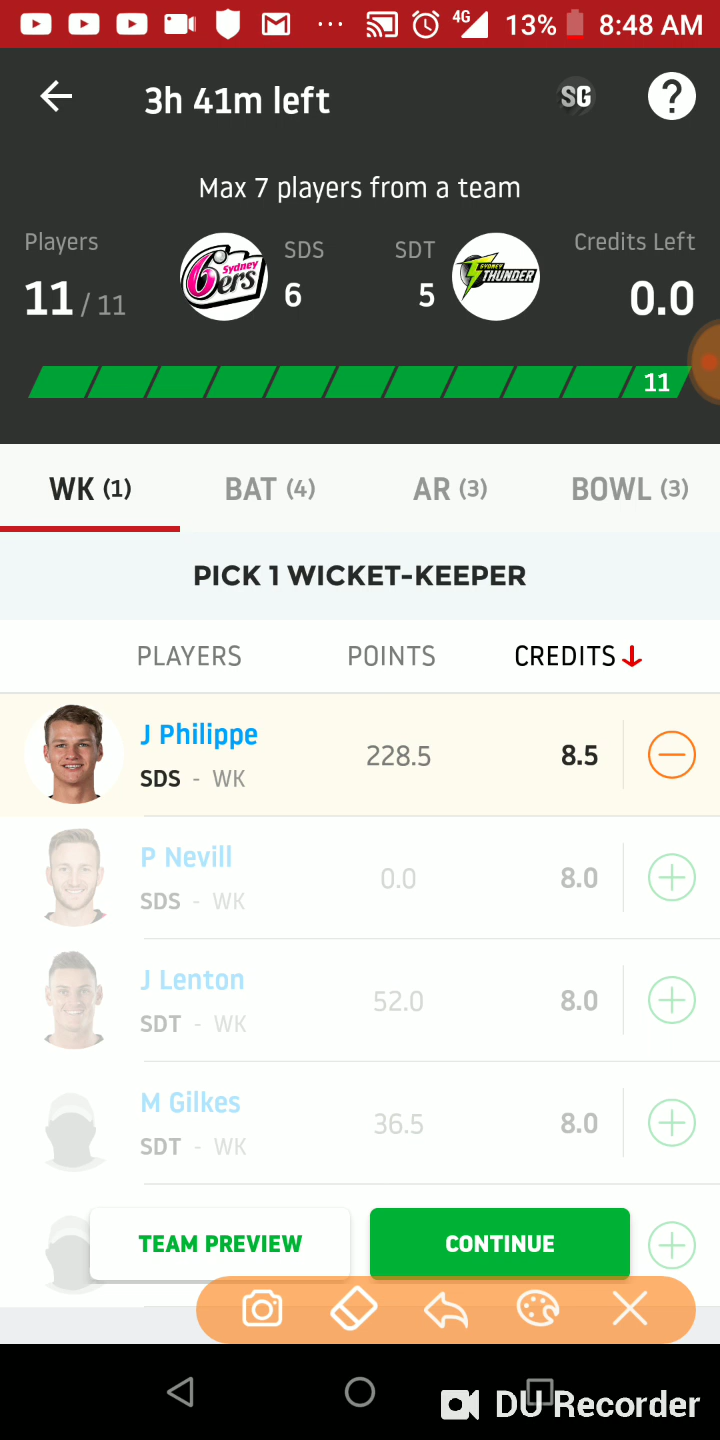 4G 13% 8:48 AM
3h 41m left SG ?
Max 7 players from a team
Players SDS SDT Credits Left
11 / 11 6 5 0.0
Sydney 6ers
SYDNEY THUNDER
11
WK (1) BAT (4) AR (3) BOWL (3)
PICK 1 WICKET-KEEPER
PLAYERS POINTS CREDITS
J Philippe 228.5 8.5
SDS - WK
P Nevill 0.0 8.0
SDS - WK
J Lenton 52.0 8.0
SDT - WK
M Gilkes 36.5 8.0
SDT - WK
TEAM PREVIEW CONTINUE
DU Recorder